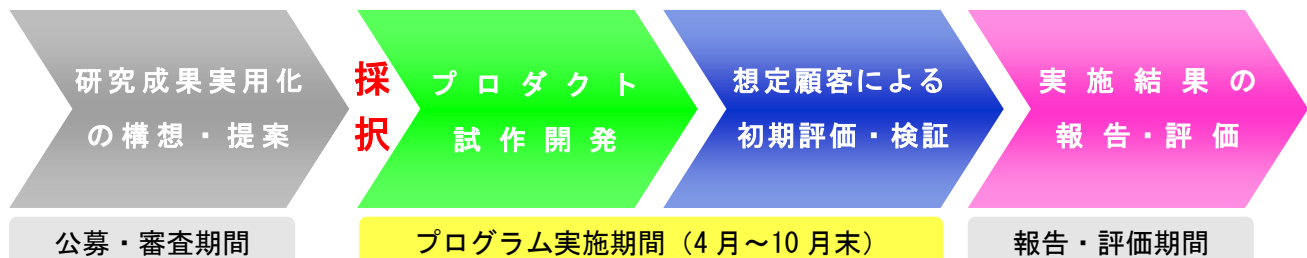 研究成果実用化
の構想・提案
採
択
プロダクト
試作開発
想定顧客による
初期評価・検証
実施結果の
報告・評価
公募・審査期間
プログラム実施期間（4月～10月末）
報告・評価期間